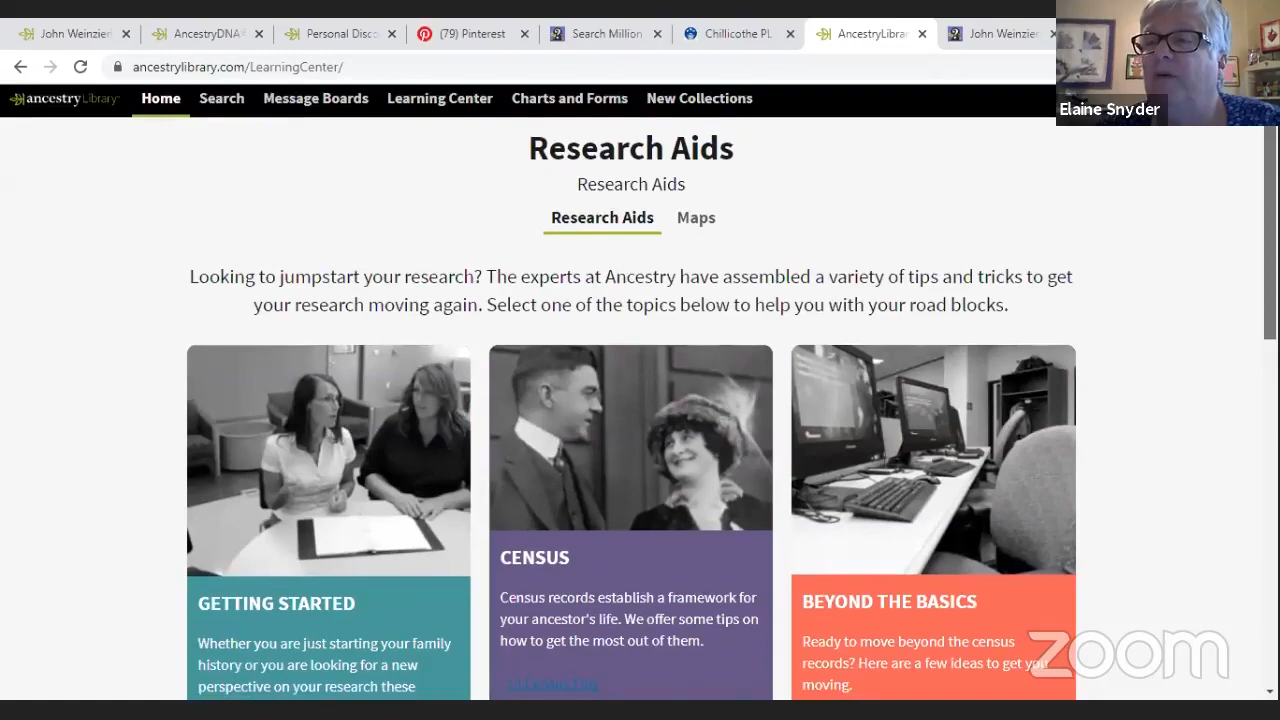 John Weinzier
AncestryDNA®
Personal Disco
(79) Pinterest
Search Million
Chillicothe PL
AncestryLibrar
John Weinzier
ancestrylibrary.com/LearningCenter/
ancestryLibrary
Home
Search
Message Boards
Learning Center
Charts and Forms
New Collections
Elaine Snyder
Research Aids
Research Aids
Research Aids
Maps
Looking to jumpstart your research? The experts at Ancestry have assembled a variety of tips and tricks to get
your research moving again. Select one of the topics below to help you with your road blocks.
GETTING STARTED
Whether you are just starting your family
history or you are looking for a new
perspective on your research these
CENSUS
Census records establish a framework for
your ancestor's life. We offer some tips on
how to get the most out of them.
BEYOND THE BASICS
Ready to move beyond the census
records? Here are a few ideas to get you
moving.
zoom